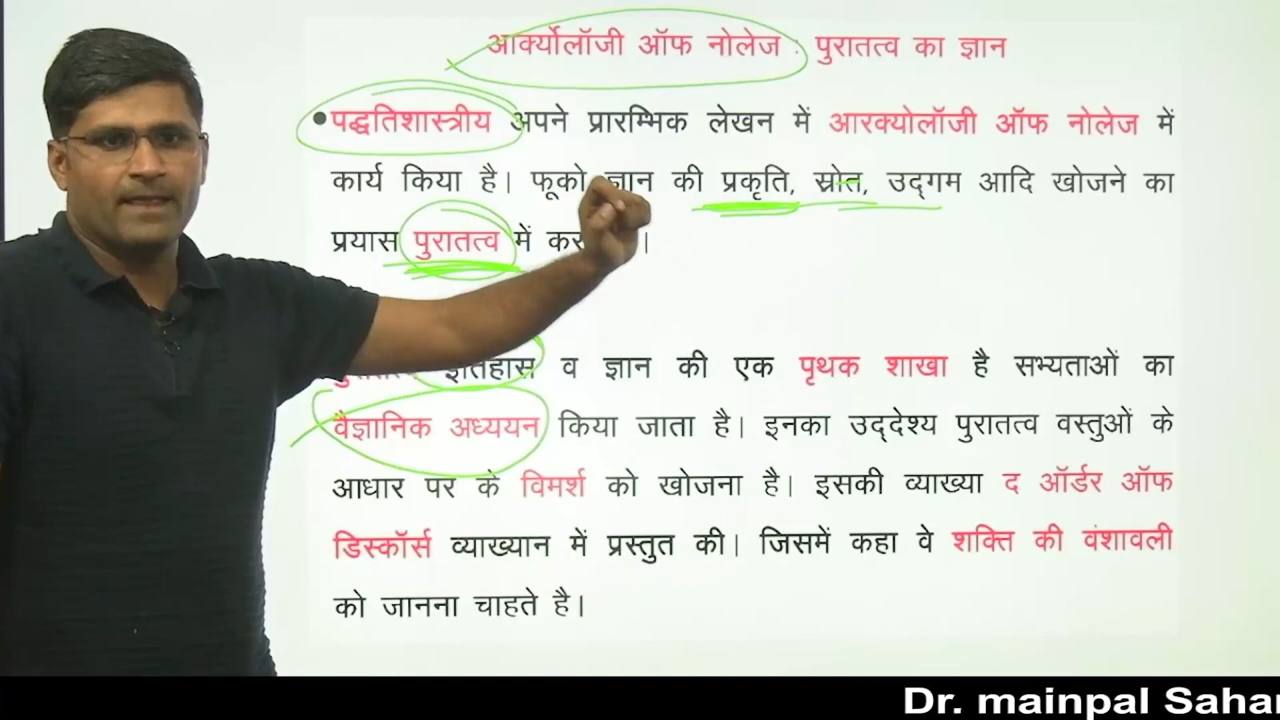 आर्क्योलॉजी ऑफ नोलेज : पुरातत्व का ज्ञान
•पद्धतिशास्त्रीय अपने प्रारम्भिक लेखन में आरक्योलॉजी ऑफ नोलेज में
कार्य किया है। फूको ज्ञान की प्रकृति, स्रोत, उद्गम आदि खोजने का
प्रयास पुरातत्व में ।
इतिहास व ज्ञान की एक पृथक शाखा है सभ्यताओं का
वैज्ञानिक अध्ययन किया जाता है। इनका उद्देश्य पुरातत्व वस्तुओं के
आधार पर के विमर्श को खोजना है। इसकी व्याख्या द ऑर्डर ऑफ
डिस्कॉर्स व्याख्यान में प्रस्तुत की। जिसमें कहा वे शक्ति की वंशावली
को जानना चाहते है।
Dr. mainpal Sahar